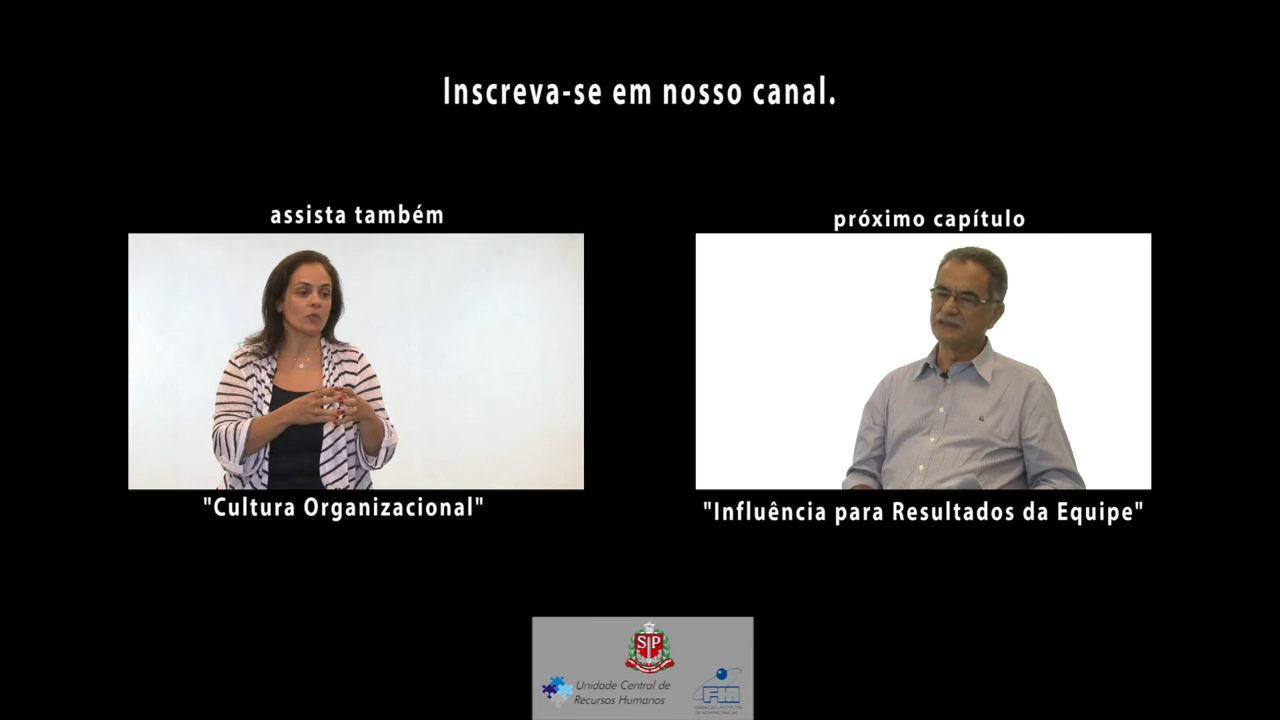 Inscreva-se em nosso canal.
assista também
próximo capítulo
"Cultura Organizacional"
"Influência para Resultados da Equipe"
SP
Unidade Central de
Recursos Humanos